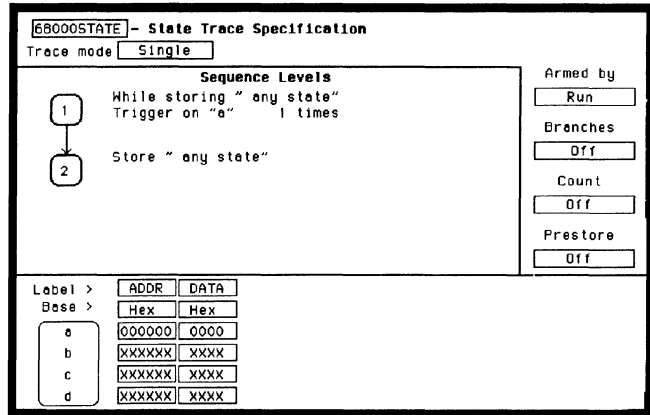 68000STATE - State Trace Specification
Trace mode Single
Sequence Levels
1
While storing " any state"
Trigger on "a" 1 times
2
Store " any state"
Armed by
Run
Branches
Off
Count
Off
Prestore
Off
Label > ADDR DATA
Base > Hex Hex
a 000000 0000
b XXXXXX XXXX
c XXXXXX XXXX
d XXXXXX XXXX